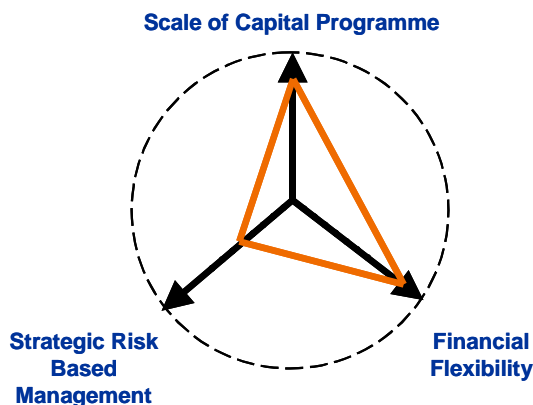 Scale of Capital Programme
Strategic Risk
Based
Management
Financial
Flexibility